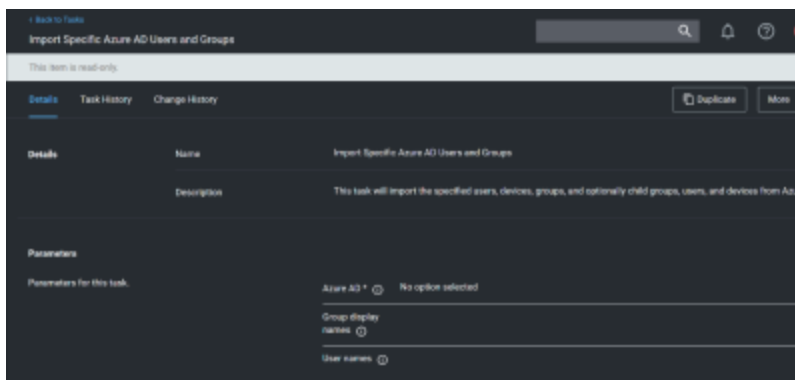 < Back to Tasks
Import Specific Azure AD Users and Groups
This item is read-only.
Details Task History Change History Duplicate More
Details Name Import Specific Azure AD Users and Groups
Description This task will import the specified users, devices, groups, and optionally child groups, users, and devices from Az
Parameters
Parameters for this task. Azure AD * No option selected
Group display
names
User names